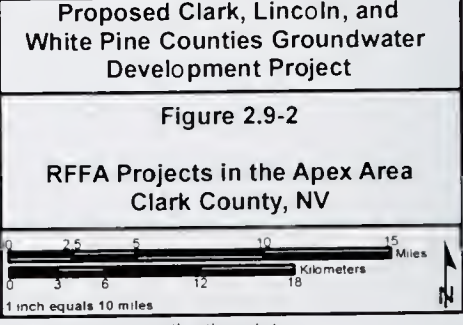 Proposed Clark, Lincoln, and
White Pine Counties Groundwater
Development Project
Figure 2.9-2
RFFA Projects in the Apex Area
Clark County, NV
0 2.5 5 10 15
Miles
Kilometers
0 3 6 12 18
1 inch equals 10 miles
N